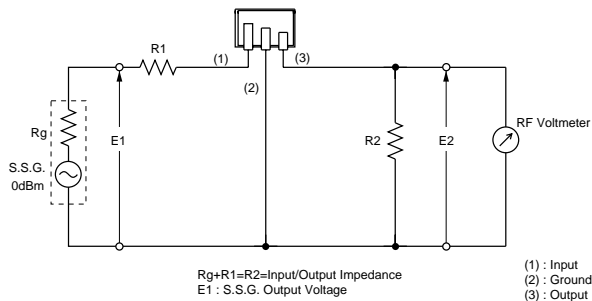 R1
(1)
(3)
(2)
Rg
E1
R2
E2
RF Voltmeter
S.S.G.
0dBm
Rg+R1=R2=Input/Output Impedance
E1 : S.S.G. Output Voltage
(1) : Input
(2) : Ground
(3) : Output